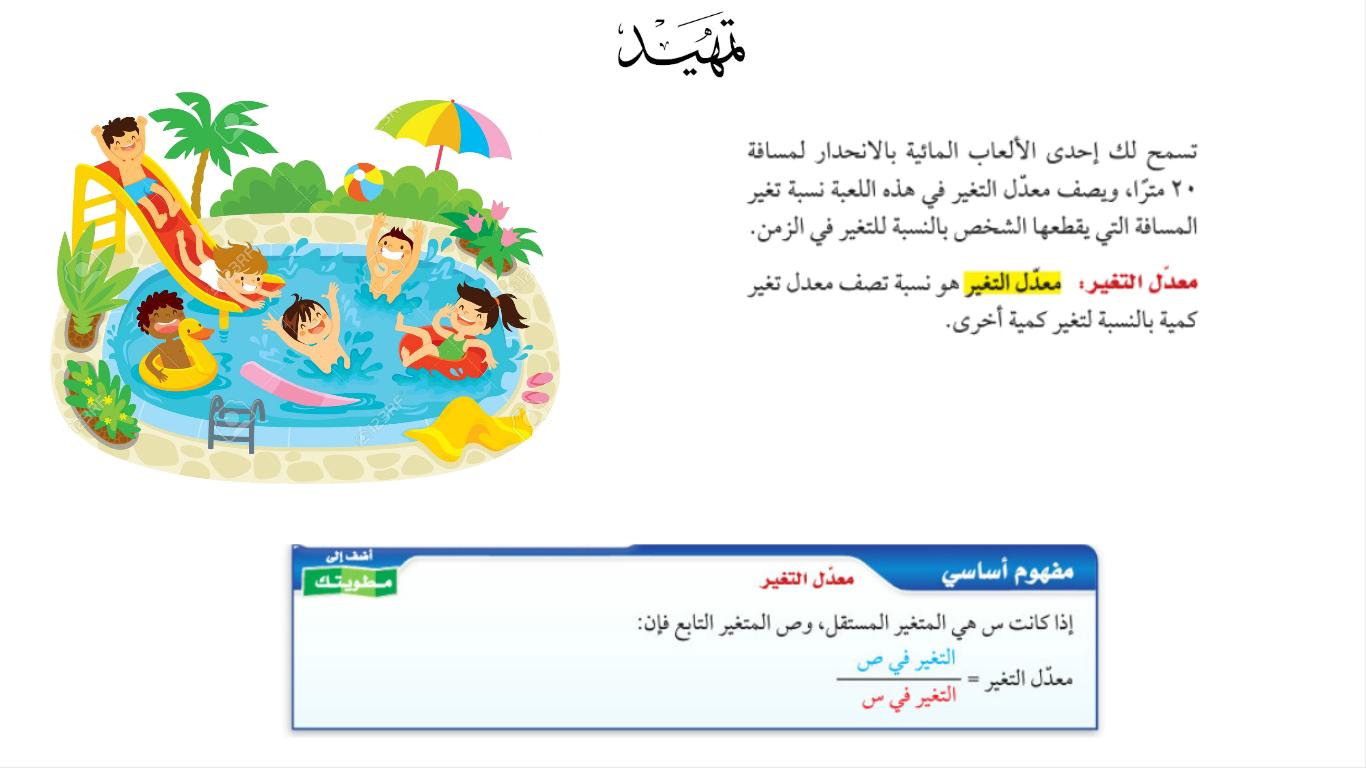 تمهيد
تسمح لك إحدى الألعاب المائية بالانحدار لمسافة
٢٠ مترًا، ويصف معدّل التغير في هذه اللعبة نسبة تغير
المسافة التي يقطعها الشخص بالنسبة للتغير في الزمن.
معدّل التغير: معدّل التغير هو نسبة تصف معدل تغير
كمية بالنسبة لتغير كمية أخرى.
مفهوم أساسي
معدّل التغير
أضف إلى
مطويتك
إذا كانت س هي المتغير المستقل، وص المتغير التابع فإن:
معدّل التغير = التغير في ص
التغير في س
123RF